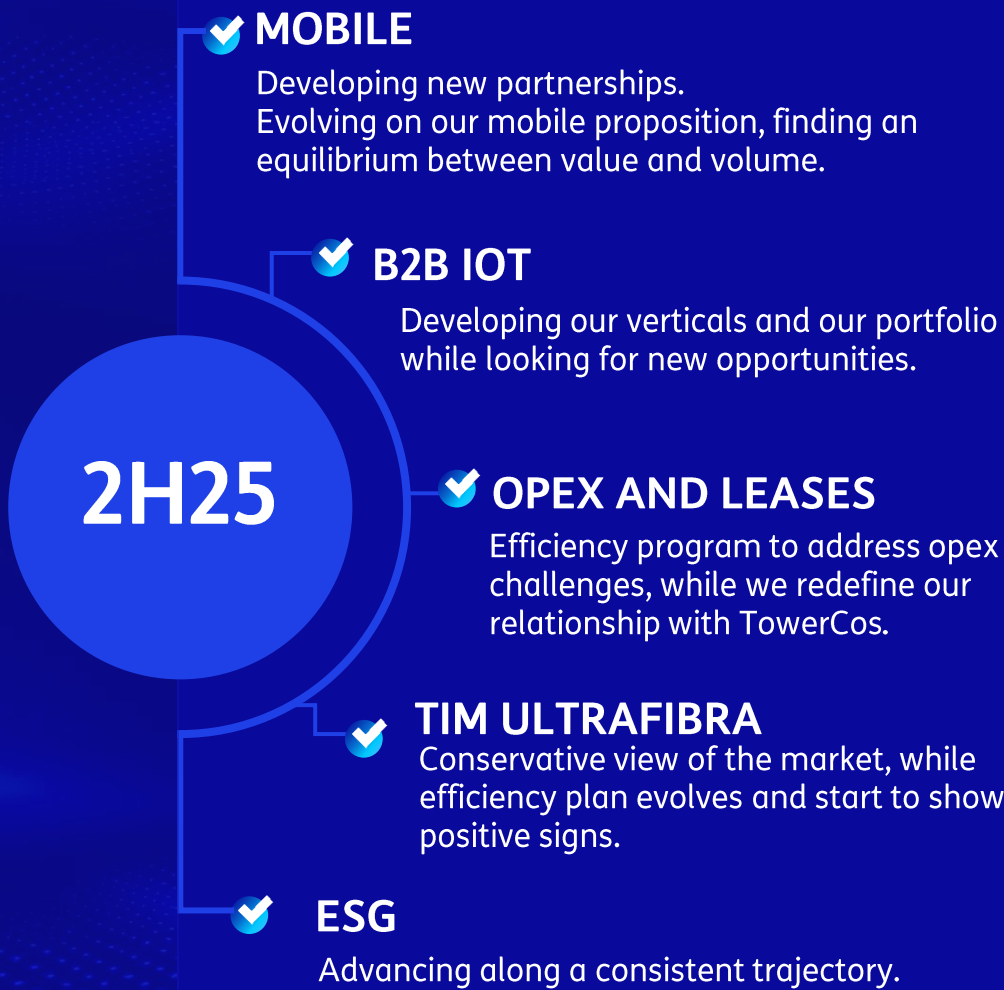 MOBILE
Developing new partnerships.
Evolving on our mobile proposition, finding an
equilibrium between value and volume.
B2B IOT
Developing our verticals and our portfolio
while looking for new opportunities.
2H25
OPEX AND LEASES
Efficiency program to address opex
challenges, while we redefine our
relationship with TowerCos.
TIM ULTRAFIBRA
Conservative view of the market, while
efficiency plan evolves and start to show
positive signs.
ESG
Advancing along a consistent trajectory.